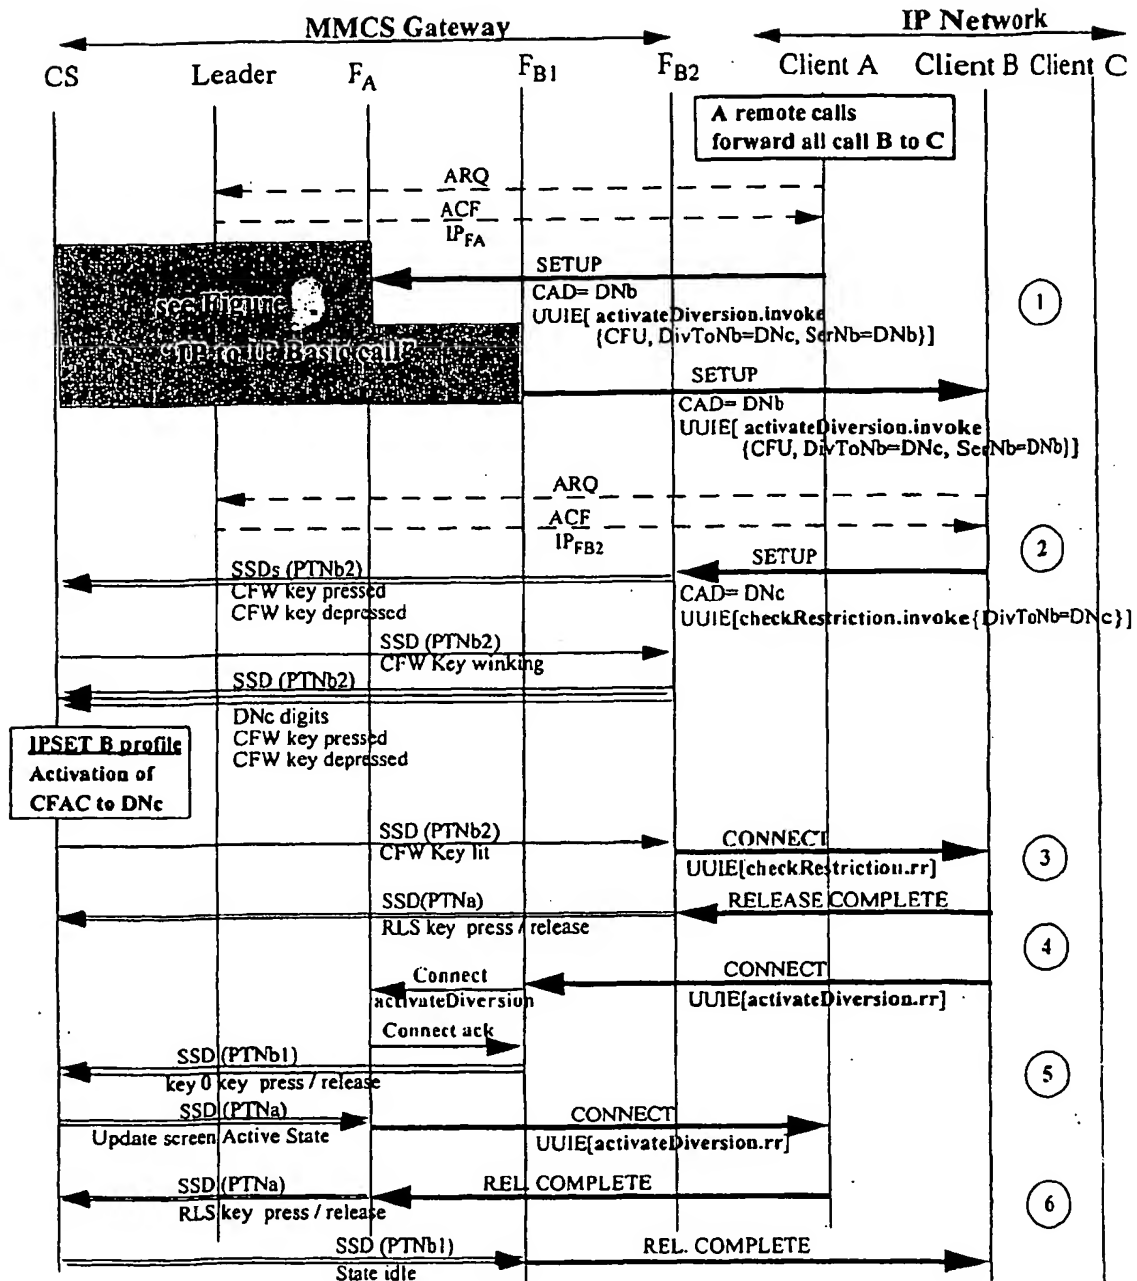 MMCS Gateway
IP Network
CS
Leader
FA
FB1
FB2
Client A
Client B
Client C
A remote calls
forward all call B to C
ARQ
ACF
IPFA
SETUP
CAD= DNb
UUIE[ activateDiversion.invoke
{CFU, DivToNb=DNc, SerNb=DNb}]
1
see Figure
"IP to IP Basic call"
SETUP
CAD= DNb
UUIE[ activateDiversion.invoke
{CFU, DivToNb=DNc, SerNb=DNb}]
ARQ
ACF
IPFB2
2
SETUP
CAD= DNc
UUIE[checkRestriction.invoke{DivToNb=DNc}]
SSDs (PTNb2)
CFW key pressed
CFW key depressed
SSD (PTNb2)
CFW Key winking
SSD (PTNb2)
DNc digits
CFW key pressed
CFW key depressed
IPSET B profile
Activation of
CFAC to DNc
SSD (PTNb2)
CFW Key lit
CONNECT
UUIE[checkRestriction.rr]
3
SSD(PTNa)
RLS key press / release
RELEASE COMPLETE
4
Connect
activateDiversion
CONNECT
UUIE[activateDiversion.rr]
Connect ack
SSD (PTNb1)
key 0 key press / release
5
SSD (PTNa)
Update screen Active State
CONNECT
UUIE[activateDiversion.rr]
SSD (PTNa)
RLS key press / release
REL. COMPLETE
6
SSD (PTNb1)
State idle
REL. COMPLETE